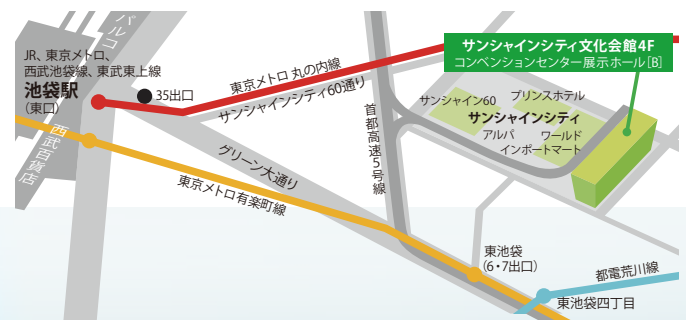 パルコ
JR、東京メトロ、
西武池袋線、東武東上線
池袋駅
(東口)
35出口
西武百貨店
東京メトロ 丸の内線
サンシャインシティ60通り
グリーン大通り
東京メトロ有楽町線
首都高速5号線
サンシャインシティ文化会館4F
コンベンションセンター展示ホール[B]
サンシャイン60
プリンスホテル
サンシャインシティ
アルパ
ワールド
インポートマート
東池袋
(6・7出口)
都電荒川線
東池袋四丁目